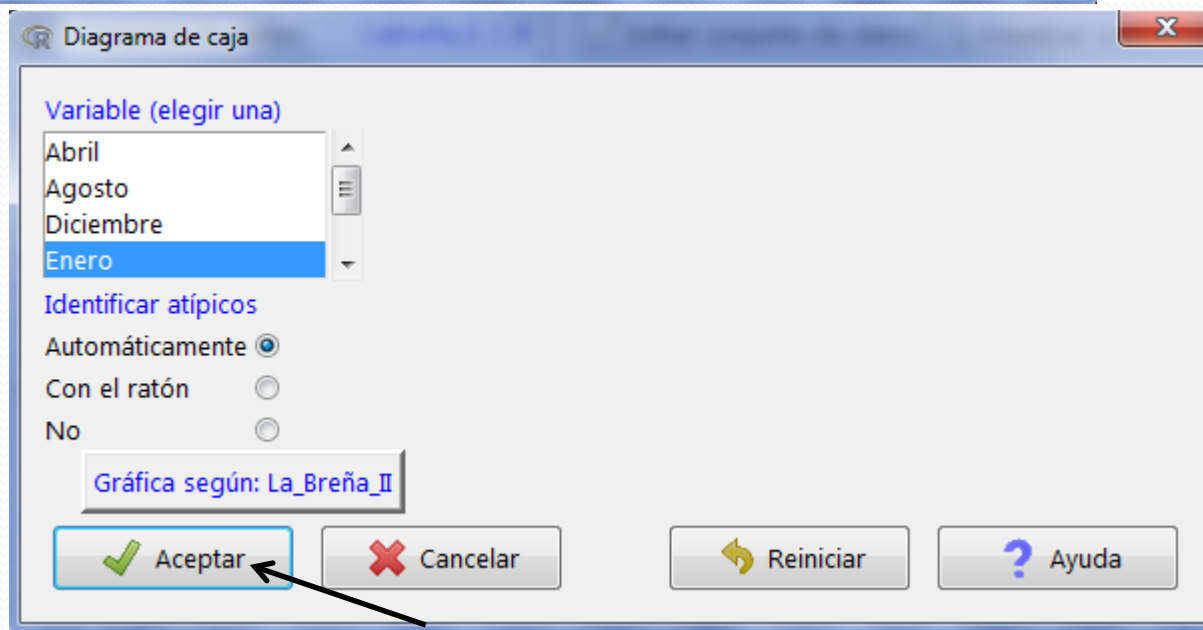 Diagrama de caja
Variable (elegir una)
Abril
Agosto
Diciembre
Enero
Identificar atípicos
Automáticamente
Con el ratón
No
Gráfica según: La_Breña_II
Aceptar
Cancelar
Reiniciar
? Ayuda